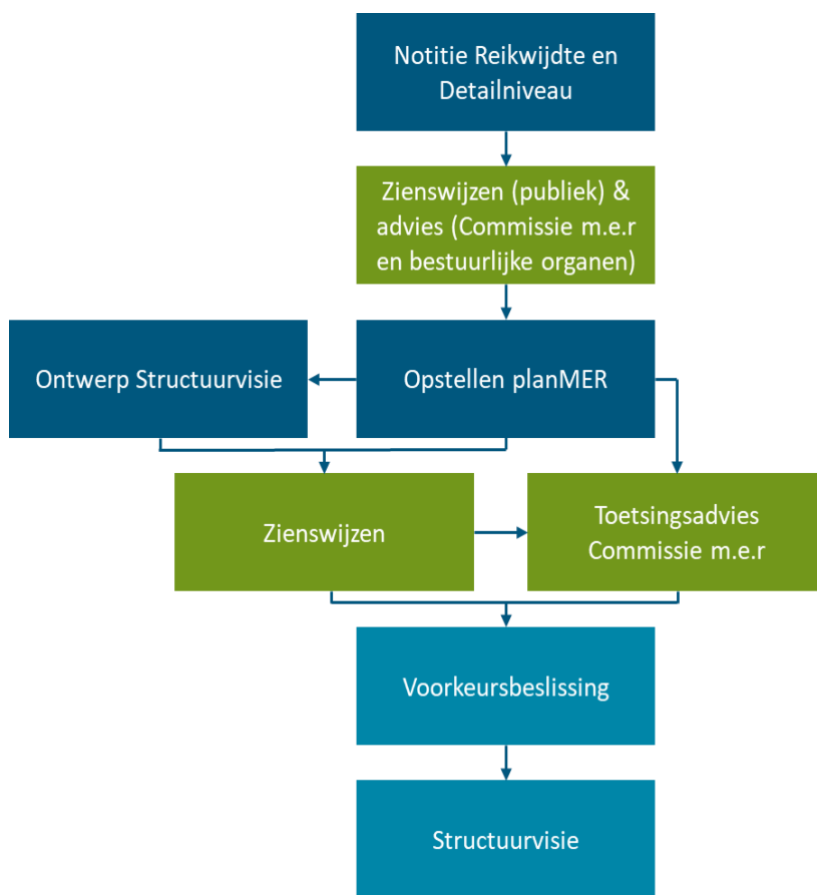 Notitie Reikwijdte en
Detailniveau
Zienswijzen (publiek) &
advies (Commissie m.e.r
en bestuurlijke organen)
Ontwerp Structuurvisie
Opstellen planMER
Zienswijzen
Toetsingsadvies
Commissie m.e.r
Voorkeursbeslissing
Structuurvisie